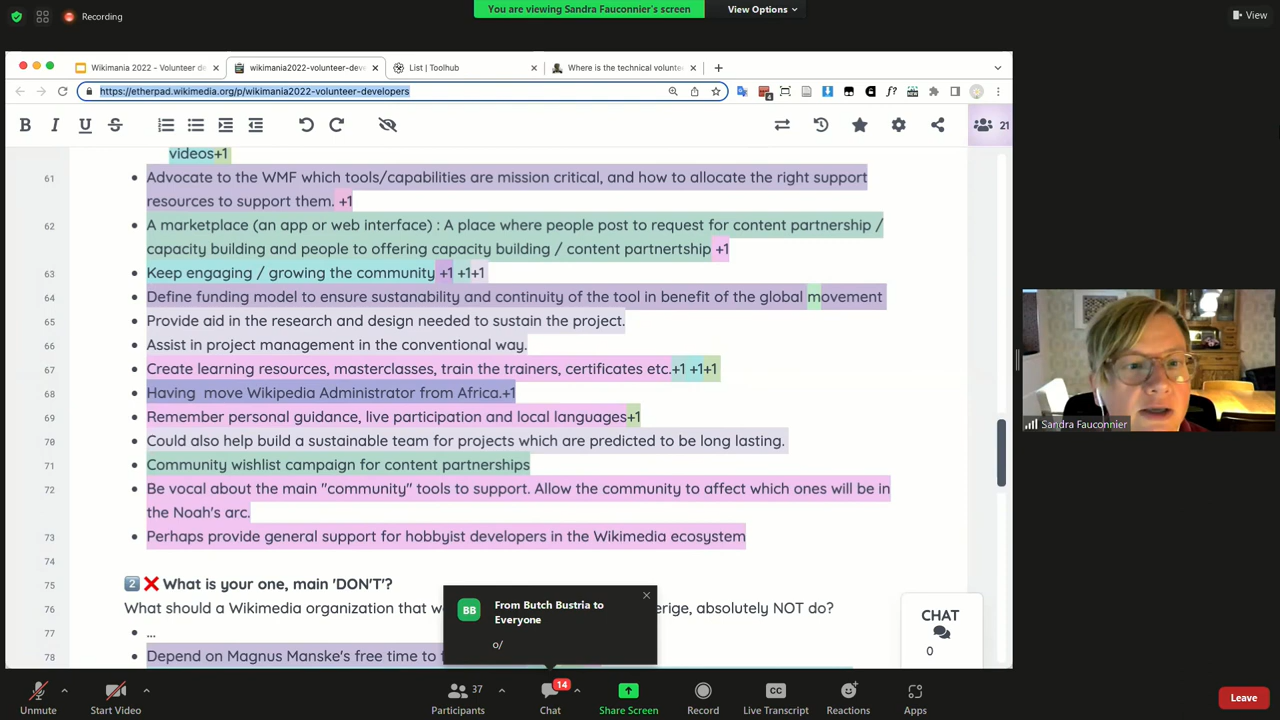 You are viewing Sandra Fauconnier's screen
View Options
Recording
View
Wikimania 2022 - Volunteer de
wikimania2022-volunteer-deve
List | Toolhub
Where is the technical volunte
https://etherpad.wikimedia.org/p/wikimania2022-volunteer-developers
21
videos+1
61 Advocate to the WMF which tools/capabilities are mission critical, and how to allocate the right support
resources to support them. +1
62 A marketplace (an app or web interface) : A place where people post to request for content partnership /
capacity building and people to offering capacity building / content partnertship +1
63 Keep engaging / growing the community +1 +1+1
64 Define funding model to ensure sustanability and continuity of the tool in benefit of the global movement
65 Provide aid in the research and design needed to sustain the project.
66 Assist in project management in the conventional way.
67 Create learning resources, masterclasses, train the trainers, certificates etc.+1 +1+1
68 Having  move Wikipedia Administrator from Africa.+1
69 Remember personal guidance, live participation and local languages+1
70 Could also help build a sustainable team for projects which are predicted to be long lasting.
71 Community wishlist campaign for content partnerships
72 Be vocal about the main "community" tools to support. Allow the community to affect which ones will be in
the Noah's arc.
73 Perhaps provide general support for hobbyist developers in the Wikimedia ecosystem
74
75 2 ❌ What is your one, main 'DON'T'?
76 What should a Wikimedia organization that w erige, absolutely NOT do?
77 ...
78 Depend on Magnus Manske's free time to
Sandra Fauconnier
BB
From Butch Bustria to
Everyone
o/
CHAT
0
Unmute
Start Video
Participants
37
Chat
14
Share Screen
Record
CC
Live Transcript
Reactions
Apps
Leave